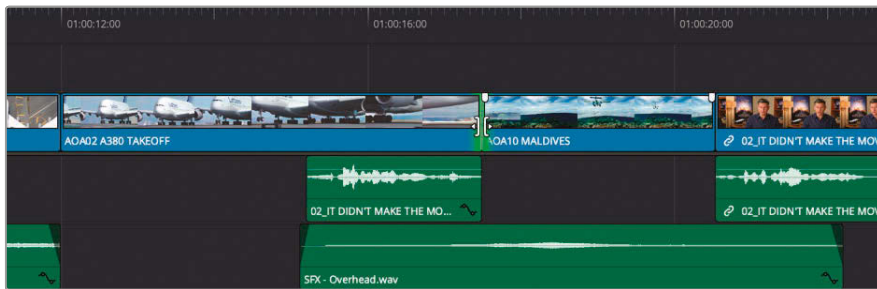 01:00:12:00
01:00:16:00
01:00:20:00
AOA02 A380 TAKEOFF
AOA10 MALDIVES
02_IT DIDN'T MAKE THE MOV
02_IT DIDN'T MAKE THE MO...
02_IT DIDN'T MAKE THE MOV
SFX - Overhead.wav